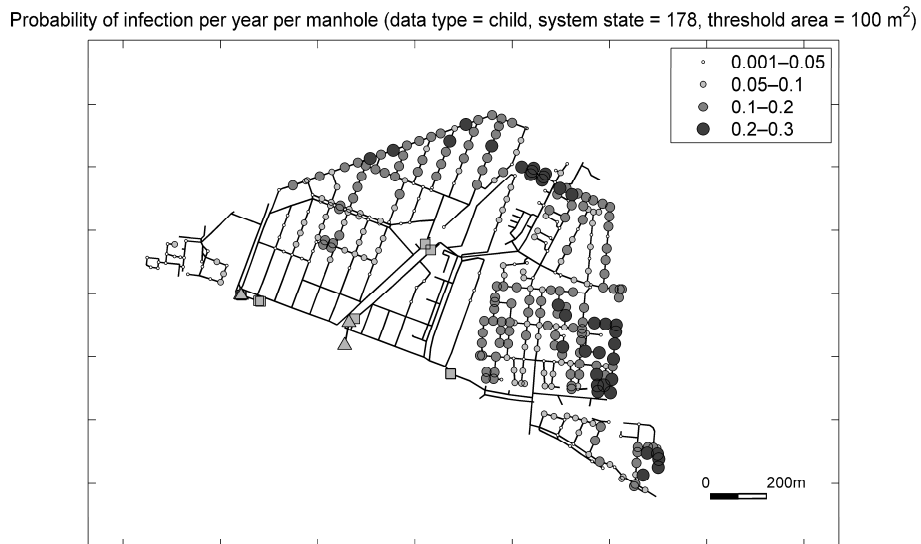 Probability of infection per year per manhole (data type = child, system state = 178, threshold area = 100 m²)
0.001–0.05
0.05–0.1
0.1–0.2
0.2–0.3
0 200m